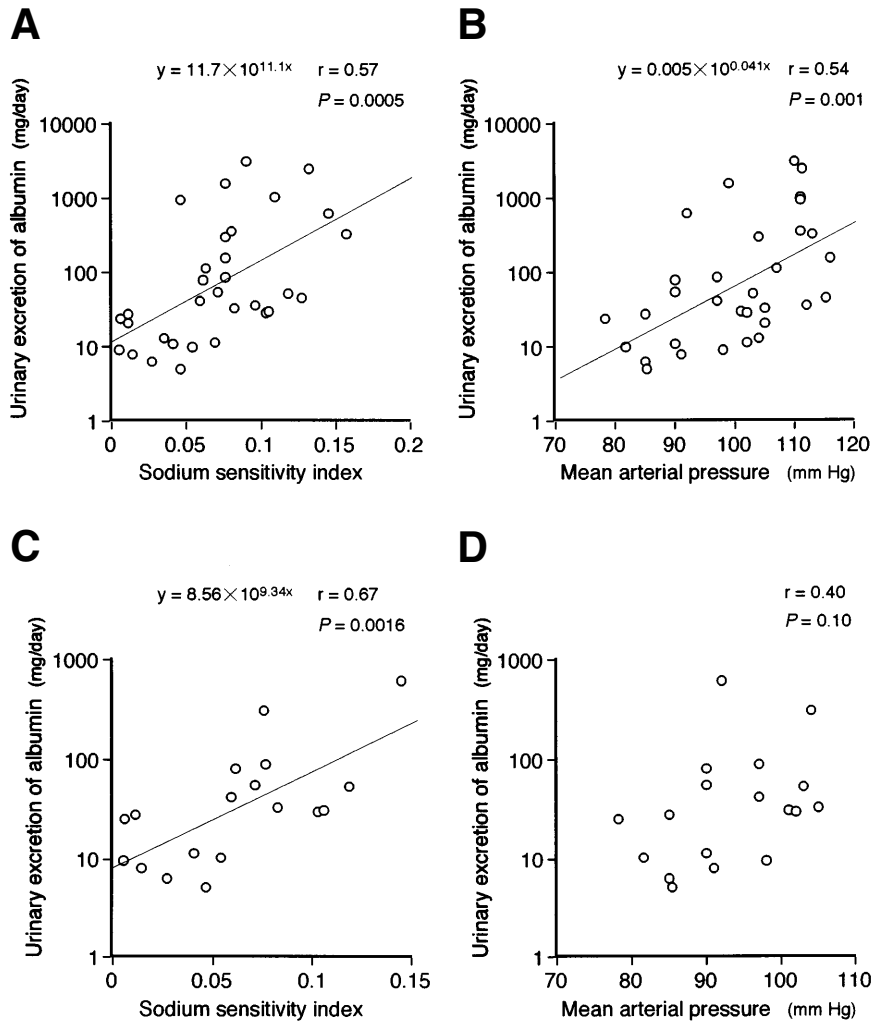 A
y = 11.7×10^11.1x r = 0.57
P = 0.0005
Urinary excretion of albumin (mg/day)
10000
1000
100
10
1
0 0.05 0.1 0.15 0.2
Sodium sensitivity index
B
y = 0.005×10^0.041x r = 0.54
P = 0.001
Urinary excretion of albumin (mg/day)
10000
1000
100
10
1
70 80 90 100 110 120
Mean arterial pressure (mm Hg)
C
y = 8.56×10^9.34x r = 0.67
P = 0.0016
Urinary excretion of albumin (mg/day)
1000
100
10
1
0 0.05 0.1 0.15
Sodium sensitivity index
D
r = 0.40
P = 0.10
Urinary excretion of albumin (mg/day)
1000
100
10
1
70 80 90 100 110
Mean arterial pressure (mm Hg)